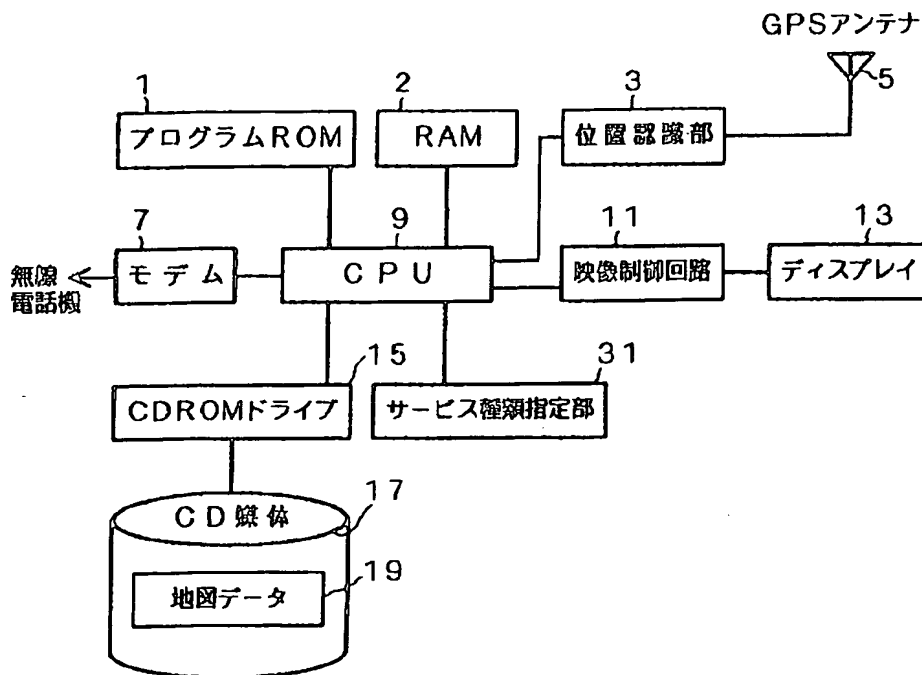 GPSアンテナ
5
1
プログラムROM
2
RAM
3
位置認識部
7
モデム
9
CPU
11
映像制御回路
13
ディスプレイ
無線
電話機
15
CDROMドライブ
31
サービス種類指定部
CD媒体
17
地図データ
19